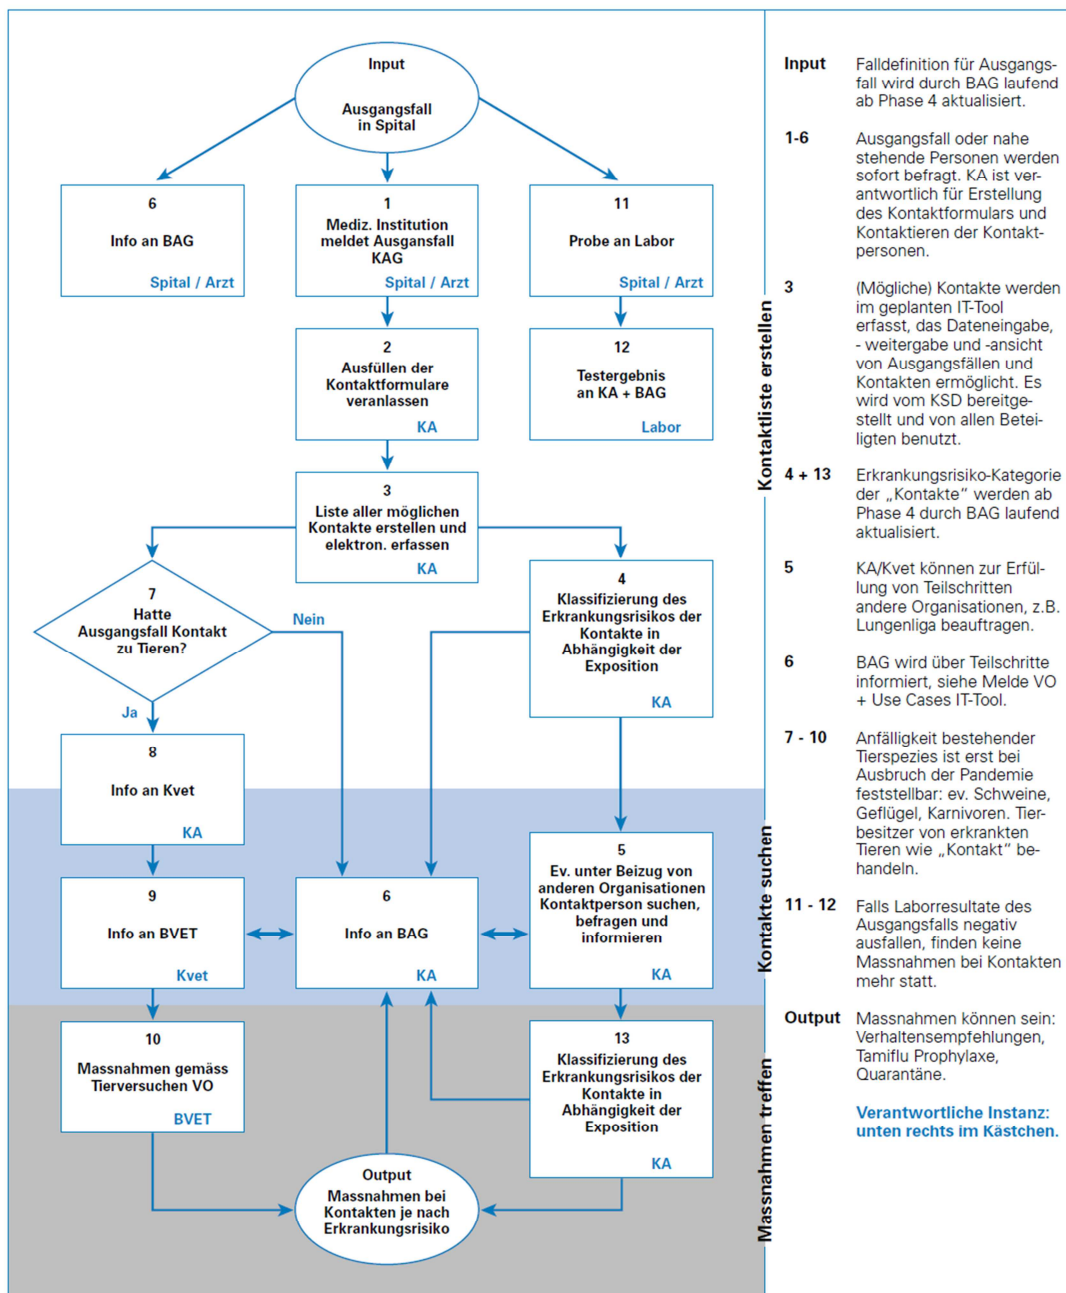 Input
Ausgangsfall
in Spital
6
Info an BAG
Spital / Arzt
1
Mediz. Institution
meldet Ausgansfall
KAG
Spital / Arzt
11
Probe an Labor
Spital / Arzt
2
Ausfüllen der
Kontaktformulare
veranlassen
KA
12
Testergebnis
an KA + BAG
Labor
3
Liste aller möglichen
Kontakte erstellen und
elektron. erfassen
KA
7
Hatte
Ausgangsfall Kontakt
zu Tieren?
Nein
Ja
4
Klassifizierung des
Erkrankungsrisikos der
Kontakte in
Abhängigkeit der
Exposition
KA
8
Info an Kvet
KA
9
Info an BVET
Kvet
6
Info an BAG
KA
5
Ev. unter Beizug von
anderen Organisationen
Kontaktperson suchen,
befragen und
informieren
KA
10
Massnahmen gemäss
Tierversuchen VO
BVET
13
Klassifizierung des
Erkrankungsrisikos der
Kontakte in
Abhängigkeit der
Exposition
KA
Output
Massnahmen bei
Kontakten je nach
Erkrankungsrisiko
Kontaktliste erstellen
Kontakte suchen
Massnahmen treffen
Input Falldefinition für Ausgangs-
fall wird durch BAG laufend
ab Phase 4 aktualisiert.
1-6 Ausgangsfall oder nahe
stehende Personen werden
sofort befragt. KA ist ver-
antwortlich für Erstellung
des Kontaktformulars und
Kontaktieren der Kontakt-
personen.
3 (Mögliche) Kontakte werden
im geplanten IT-Tool
erfasst, das Dateneingabe,
- weitergabe und -ansicht
von Ausgangsfällen und
Kontakten ermöglicht. Es
wird vom KSD bereitge-
stellt und von allen Betei-
ligten benutzt.
4 + 13 Erkrankungsrisiko-Kategorie
der „Kontakte“ werden ab
Phase 4 durch BAG laufend
aktualisiert.
5 KA/Kvet können zur Erfül-
lung von Teilschritten
andere Organisationen, z.B.
Lungenliga beauftragen.
6 BAG wird über Teilschritte
informiert, siehe Melde VO
+ Use Cases IT-Tool.
7 - 10 Anfälligkeit bestehender
Tierspezies ist erst bei
Ausbruch der Pandemie
feststellbar: ev. Schweine,
Geflügel, Karnivoren. Tier-
besitzer von erkrankten
Tieren wie „Kontakt“ be-
handeln.
11 - 12 Falls Laborresultate des
Ausgangsfalls negativ
ausfallen, finden keine
Massnahmen bei Kontakten
mehr statt.
Output Massnahmen können sein:
Verhaltensempfehlungen,
Tamiflu Prophylaxe,
Quarantäne.
Verantwortliche Instanz:
unten rechts im Kästchen.